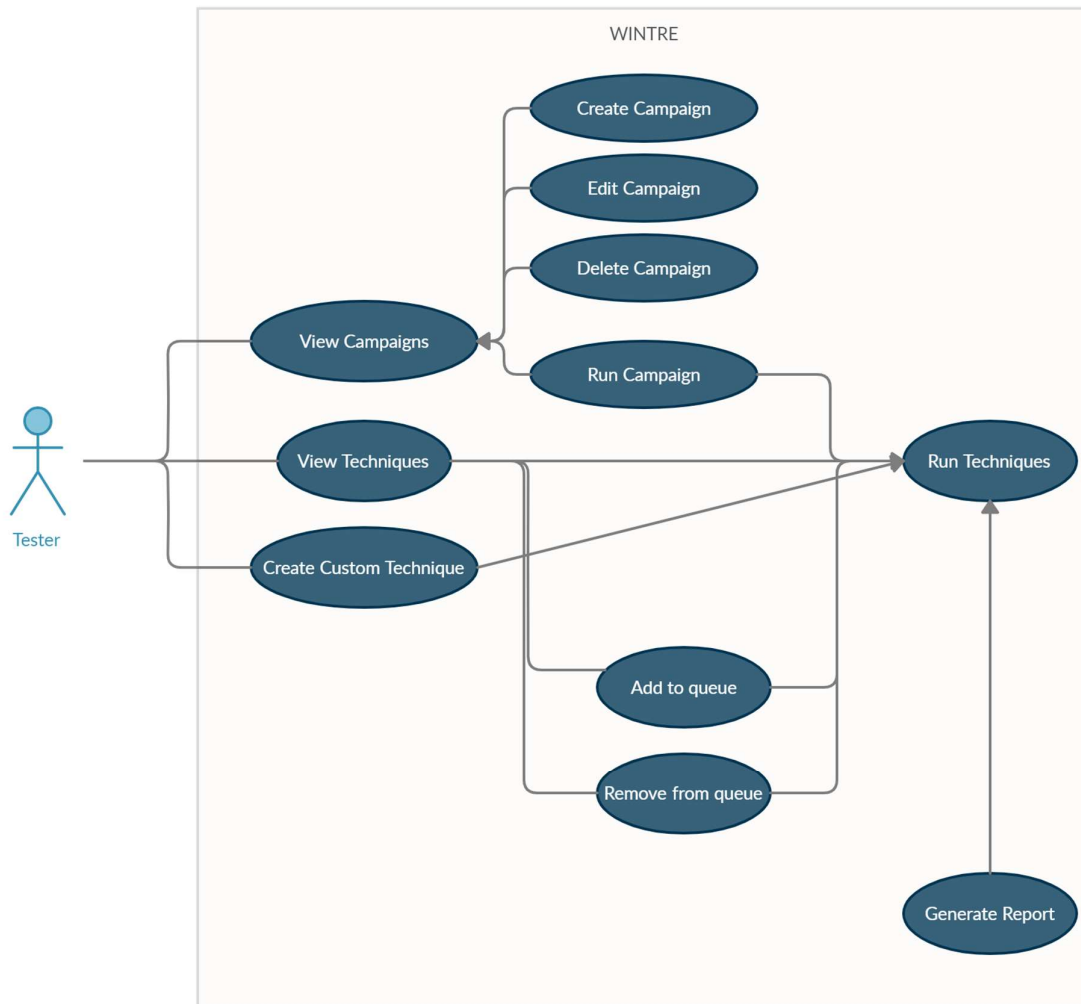 WINTRE
Create Campaign
Edit Campaign
Delete Campaign
View Campaigns
Run Campaign
View Techniques
Run Techniques
Tester
Create Custom Technique
Add to queue
Remove from queue
Generate Report